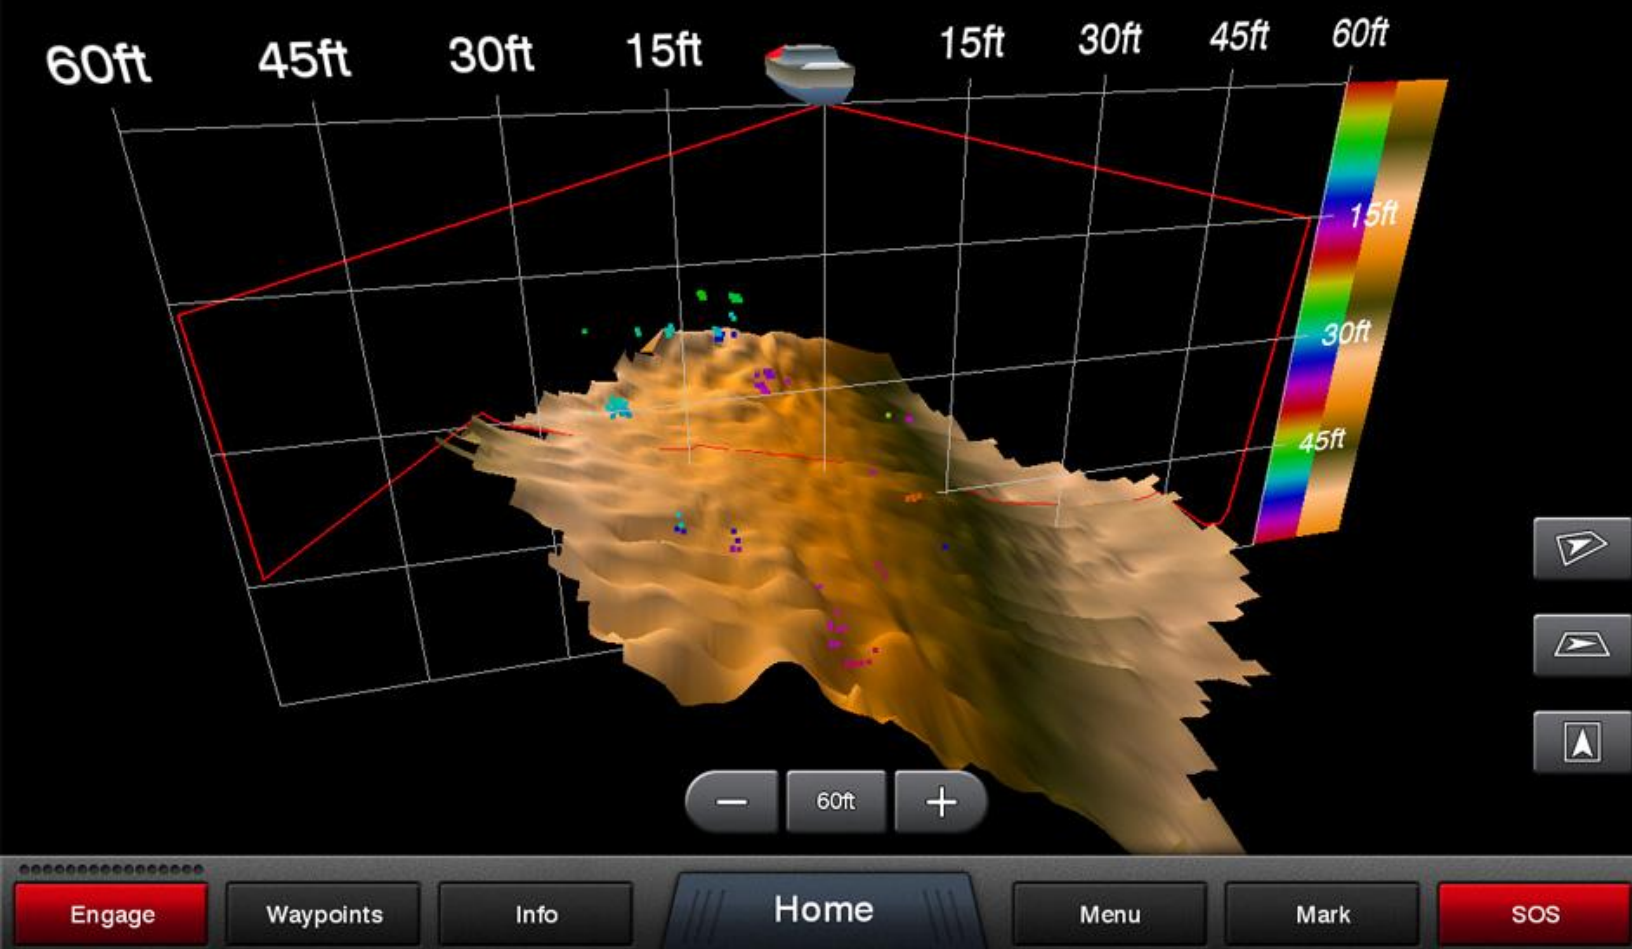 60ft 45ft 30ft 15ft 15ft 30ft 45ft 60ft
15ft
30ft
45ft
60ft
Engage Waypoints Info Home Menu Mark SOS